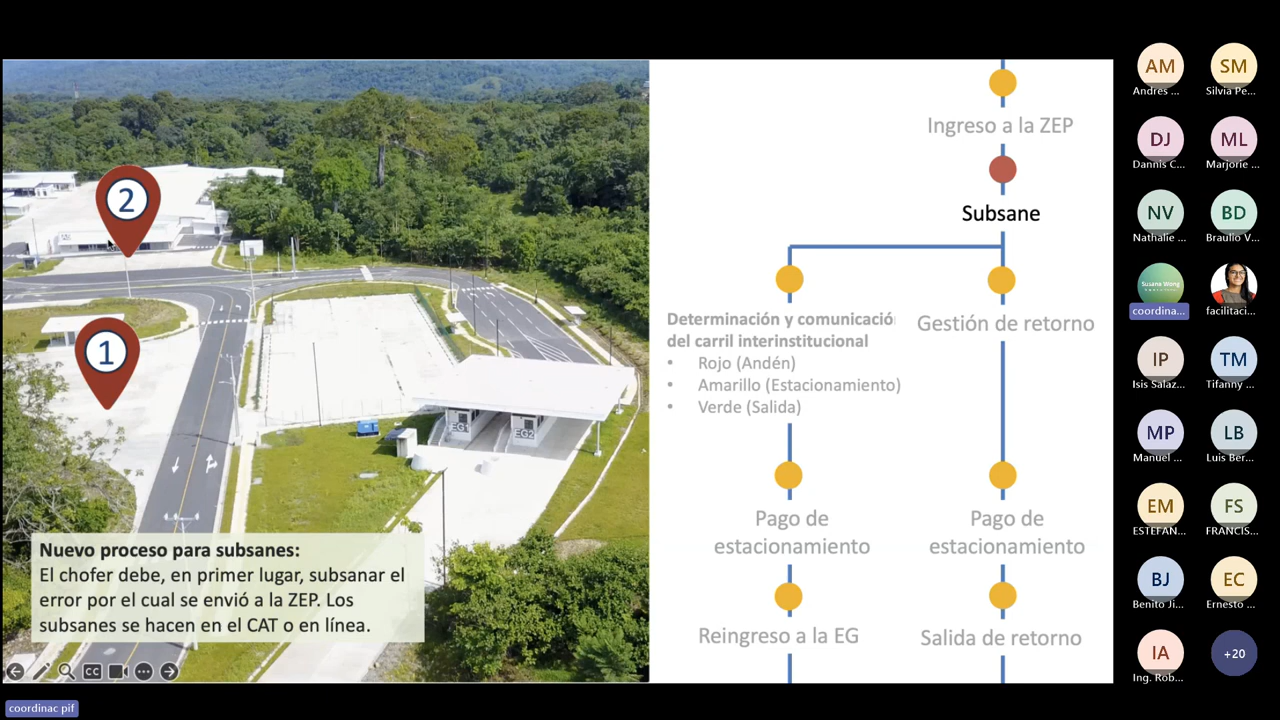 2
1
EG1
EG2
Nuevo proceso para subsanes:
El chofer debe, en primer lugar, subsanar el
error por el cual se envió a la ZEP. Los
subsanes se hacen en el CAT o en línea.
CC
coordinac pif
Ingreso a la ZEP
Subsane
Determinación y comunicació
del carril interinstitucional
• Rojo (Andén)
• Amarillo (Estacionamiento)
• Verde (Salida)
Gestión de retorno
Pago de
estacionamiento
Pago de
estacionamiento
Reingreso a la EG
Salida de retorno
AM
Andres ...
SM
Silvia Pe...
DJ
Dannis C...
ML
Marjorie ...
NV
Nathalie ...
BD
Braulio V...
Susane Wong
coordina...
facilitaci...
IP
Isis Salaz...
TM
Tifanny ...
MP
Manuel ...
LB
Luis Ber...
EM
ESTEFAN...
FS
FRANCIS...
BJ
Benito Ji...
EC
Ernesto ...
IA
Ing. Rob...
+20